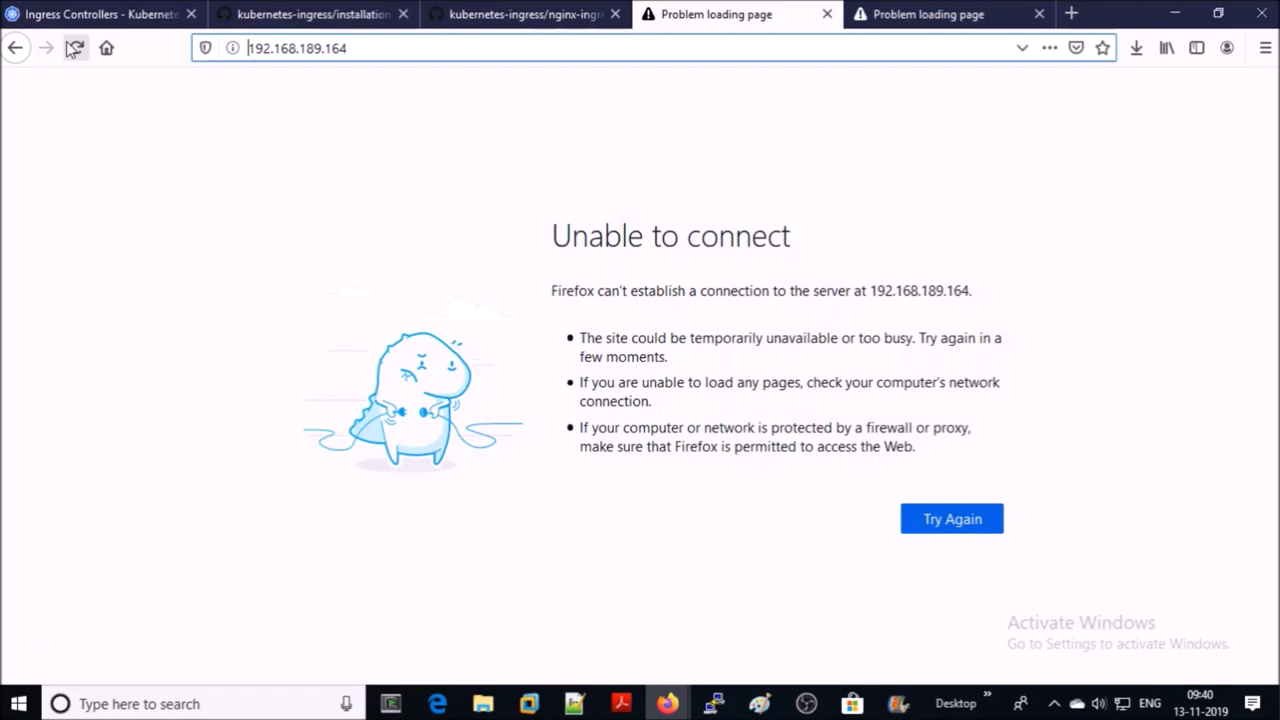 Ingress Controllers - Kubernete
kubernetes-ingress/installation
kubernetes-ingress/nginx-ingr
Problem loading page
Problem loading page
192.168.189.164
Unable to connect
Firefox can't establish a connection to the server at 192.168.189.164.
The site could be temporarily unavailable or too busy. Try again in a
few moments.
If you are unable to load any pages, check your computer's network
connection.
If your computer or network is protected by a firewall or proxy,
make sure that Firefox is permitted to access the Web.
Try Again
Activate Windows
Go to Settings to activate Windows.
Type here to search
Desktop
ENG
09:40
13-11-2019